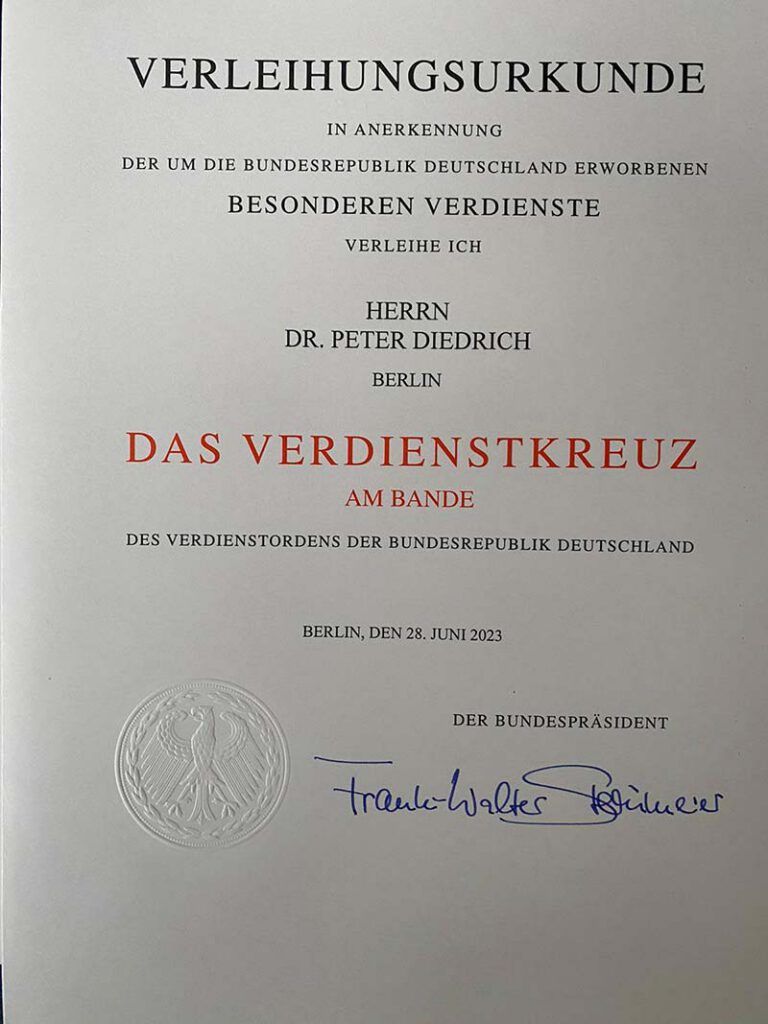 VERLEIHUNGSURKUNDE
IN ANERKENNUNG
DER UM DIE BUNDESREPUBLIK DEUTSCHLAND ERWORBENEN
BESONDEREN VERDIENSTE
VERLEIHE ICH
HERRN
DR. PETER DIEDRICH
BERLIN
DAS VERDIENSTKREUZ
AM BANDE
DES VERDIENSTORDENS DER BUNDESREPUBLIK DEUTSCHLAND
BERLIN, DEN 28. JUNI 2023
DER BUNDESPRÄSIDENT
Frank-Walter Steinmeier